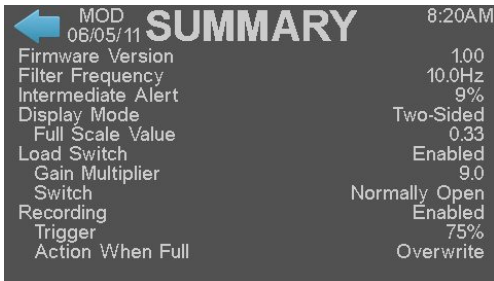 MOD
06/05/11 SUMMARY 8:20AM
Firmware Version 1.00
Filter Frequency 10.0Hz
Intermediate Alert 9%
Display Mode Two-Sided
Full Scale Value 0.33
Load Switch Enabled
Gain Multiplier 9.0
Switch Normally Open
Recording Enabled
Trigger 75%
Action When Full Overwrite